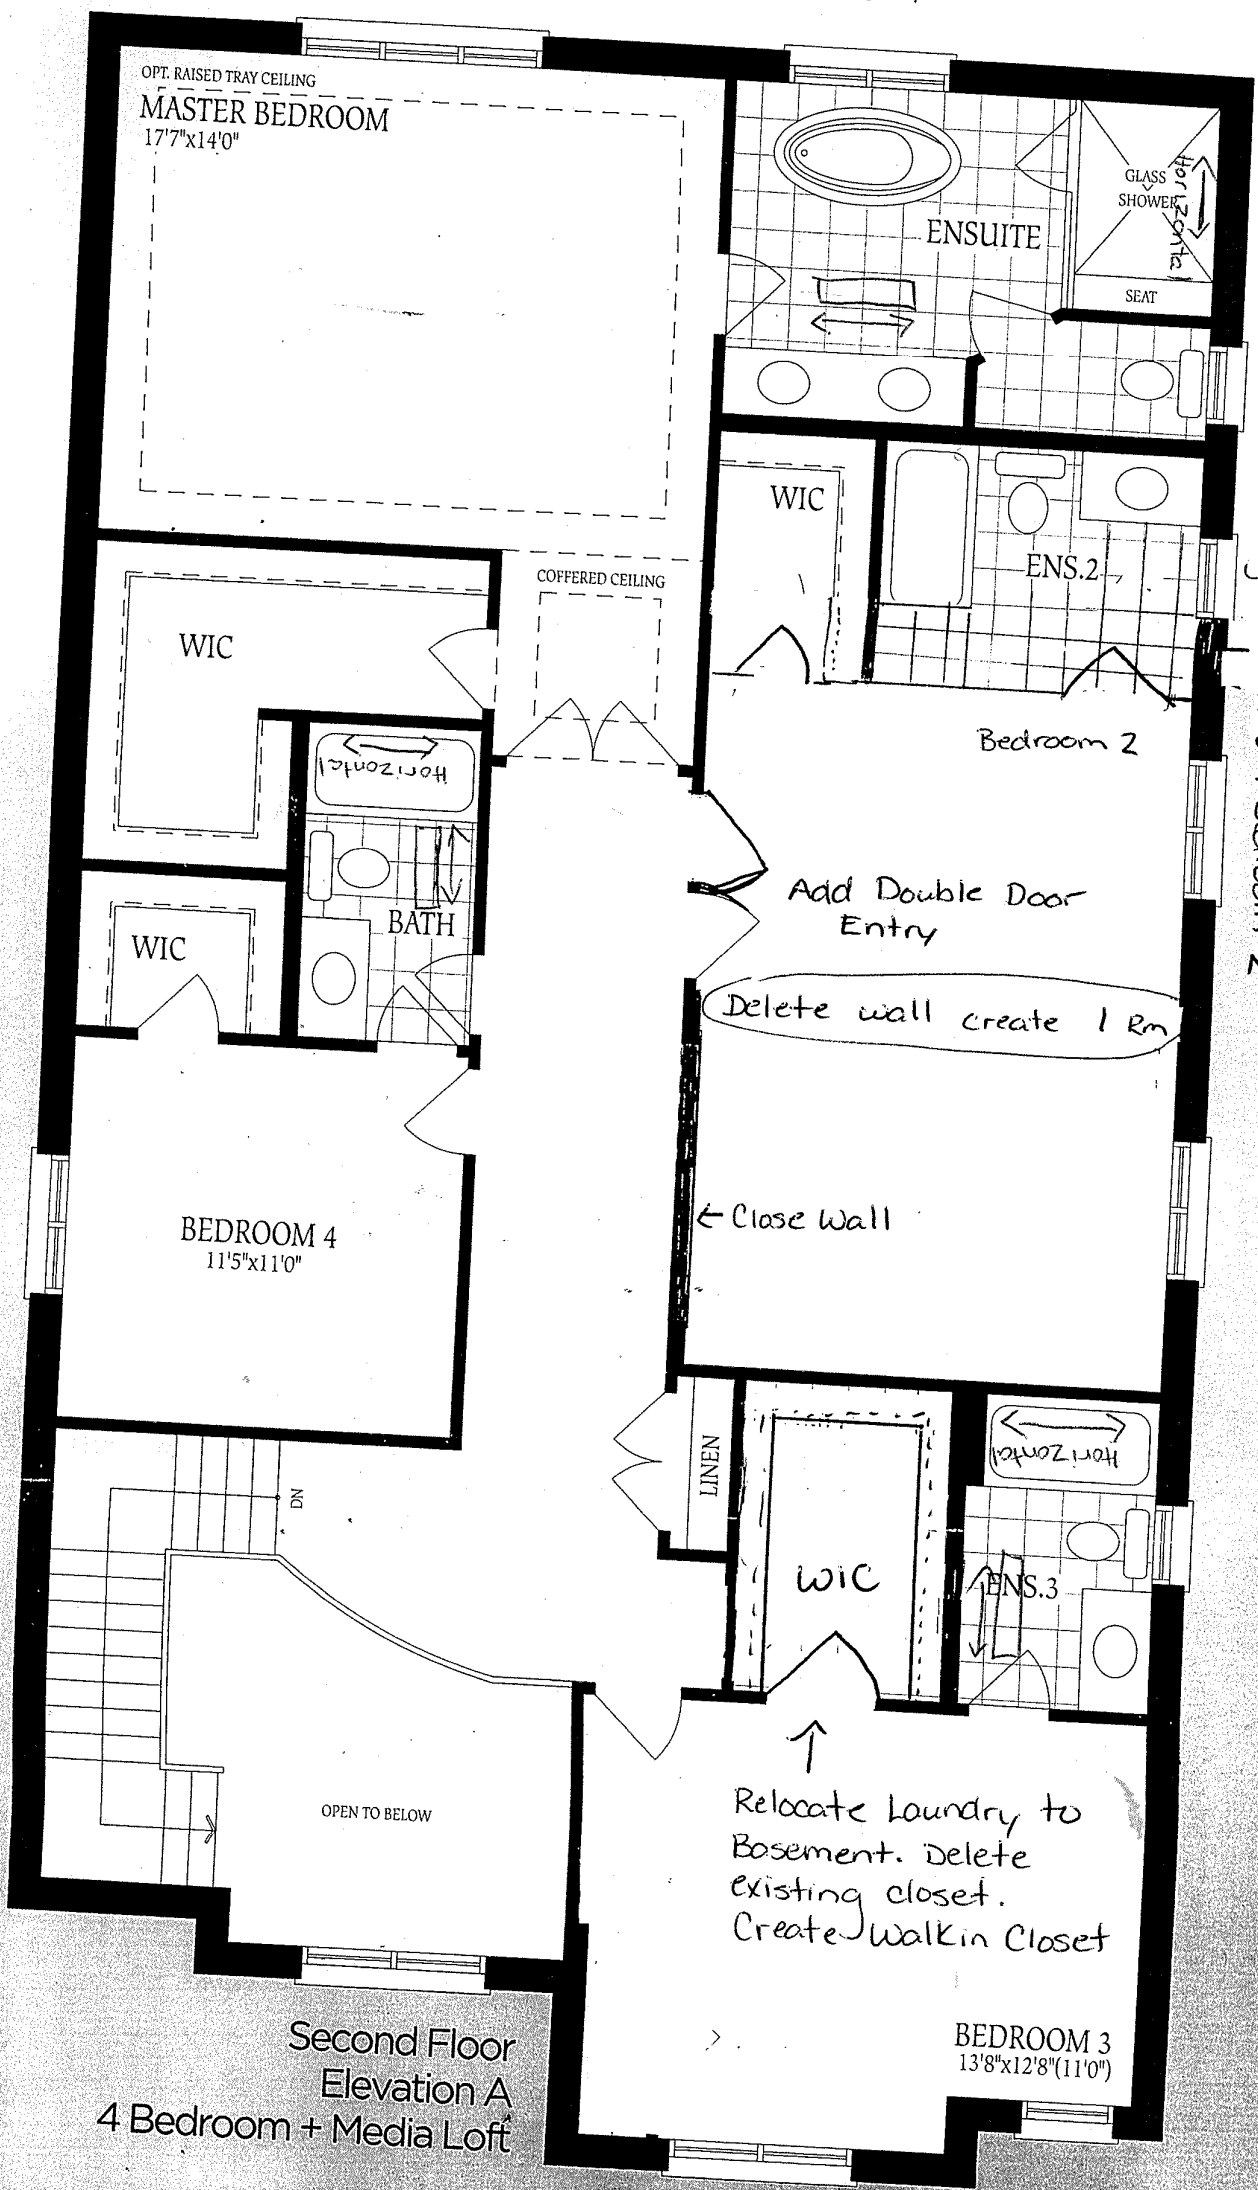 OPT. RAISED TRAY CEILING
MASTER BEDROOM
17'7"x14'0"
GLASS
SHOWER
Horizontal
ENSUITE
SEAT
WIC
ENS.2
COFFERED CEILING
WIC
Bedroom 2
Horizontal
Add Double Door
Entry
BATH
WIC
Delete wall create 1 Rm
← Close Wall
BEDROOM 4
11'5"x11'0"
Horizontal
LINEN
DN
WIC
ENS.3
Relocate Laundry to
Basement. Delete
existing closet.
Create Walkin Closet
OPEN TO BELOW
BEDROOM 3
13'8"x12'8"(11'0")
Second Floor
Elevation A
4 Bedroom + Media Loft